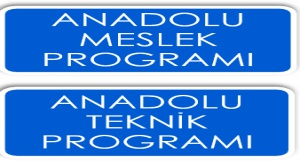 ANADOLU
MESLEK
PROGRAMI
ANADOLU
TEKNİK
PROGRAMI